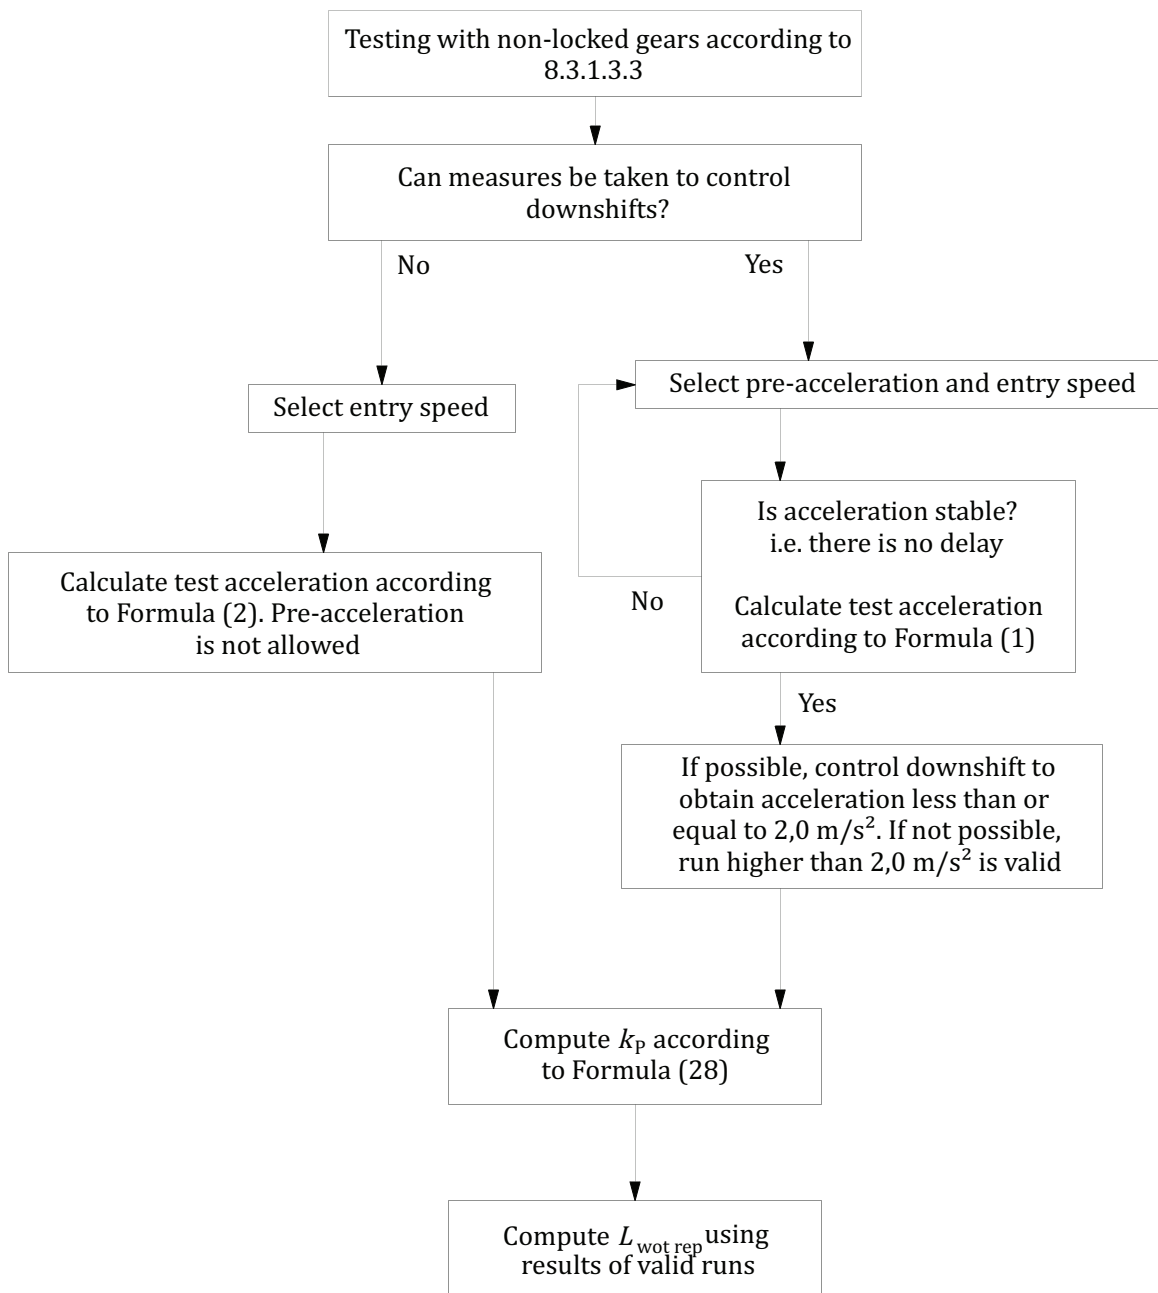 Testing with non-locked gears according to
8.3.1.3.3
Can measures be taken to control
downshifts?
No
Yes
Select entry speed
Select pre-acceleration and entry speed
Calculate test acceleration according
to Formula (2). Pre-acceleration
is not allowed
Is acceleration stable?
i.e. there is no delay
Calculate test acceleration
according to Formula (1)
No
Yes
If possible, control downshift to
obtain acceleration less than or
equal to 2,0 m/s². If not possible,
run higher than 2,0 m/s² is valid
Compute kP according
to Formula (28)
Compute L wot rep using
results of valid runs